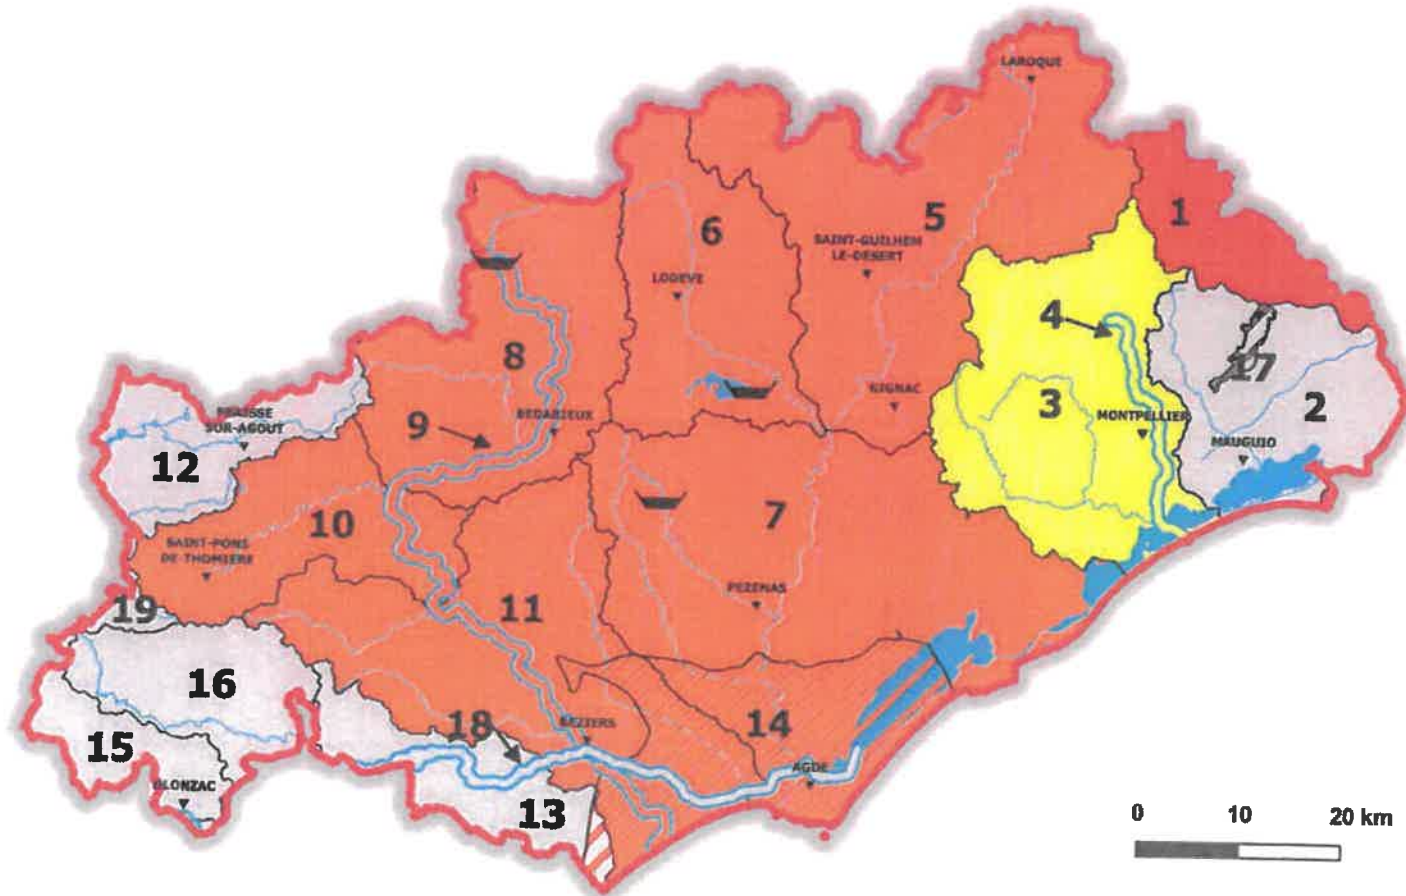 LAROQUE
1
5
6
SAINT-GUILHEM
LE-DESERT
LODEVE
4
8
17
GIGNAC
3
2
MONTPELLIER
BEDARIEUX
9
SUR-AGOUT
MAUGUIO
12
7
10
SAINT-PONS
DE-THOMIERE
PEZENAS
11
19
16
18
BEZIERS
14
15
AGDE
OLONZAC
13
0 10 20 km